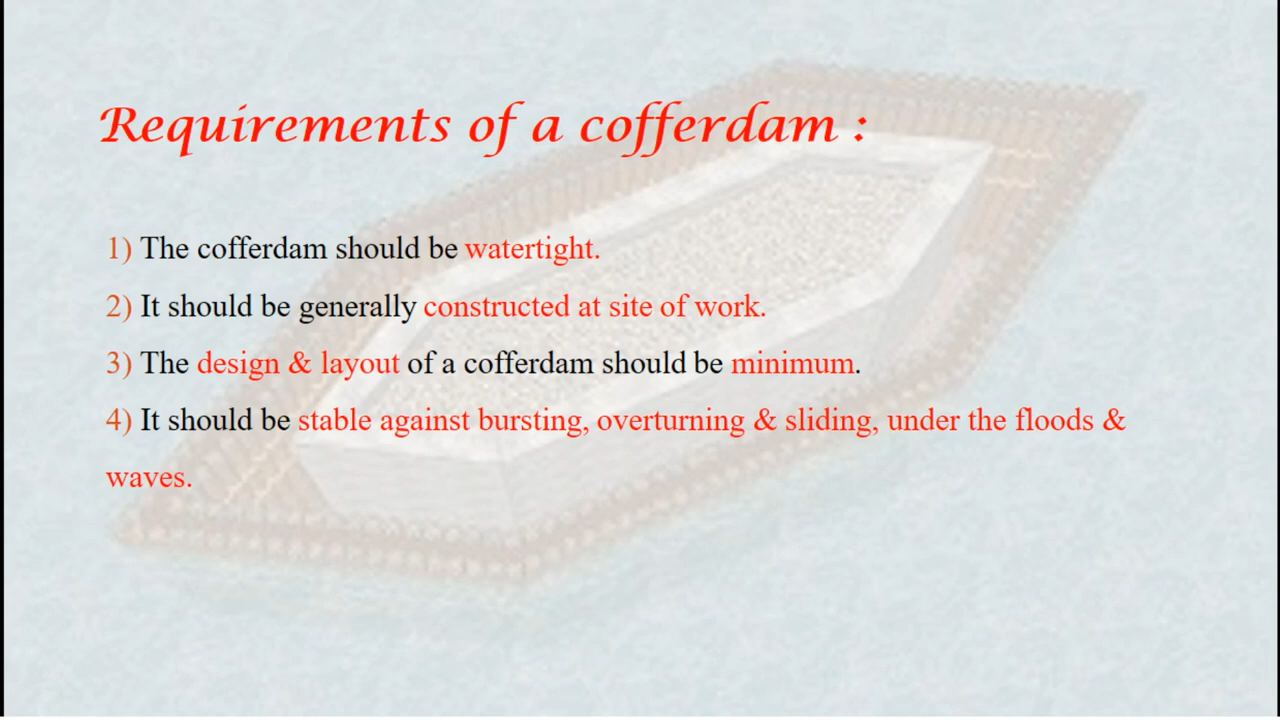 Requirements of a cofferdam :
1) The cofferdam should be watertight.
2) It should be generally constructed at site of work.
3) The design & layout of a cofferdam should be minimum.
4) It should be stable against bursting, overturning & sliding, under the floods &
waves.